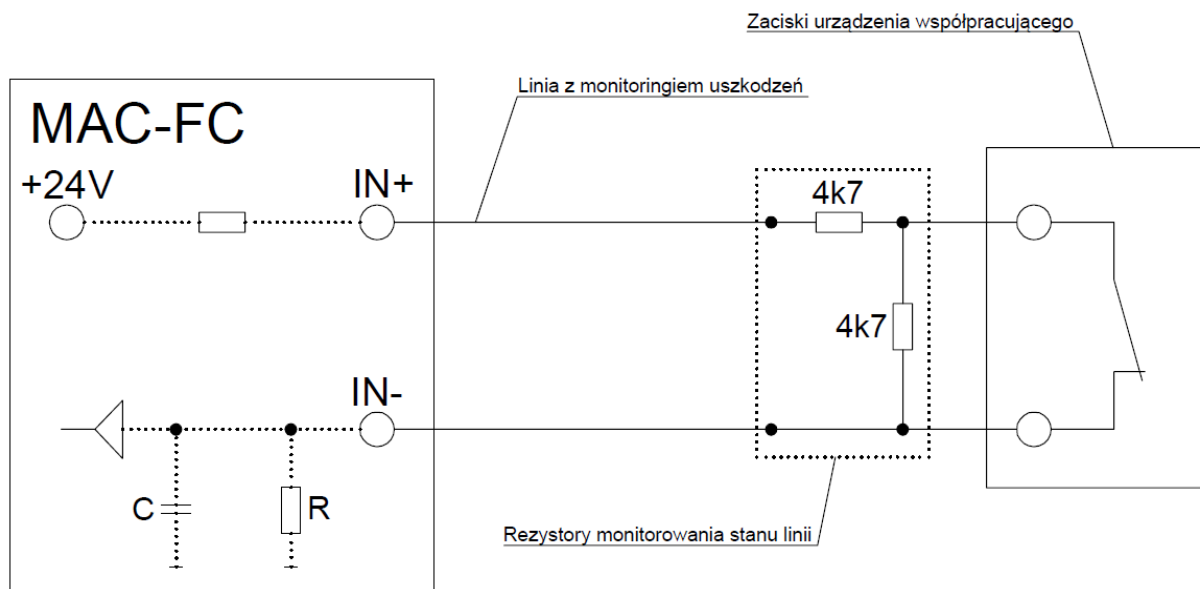 Zaciski urządzenia współpracującego
Linia z monitoringiem uszkodzeń
MAC-FC
+24V
IN+
4k7
4k7
IN-
C
R
Rezystory monitorowania stanu linii